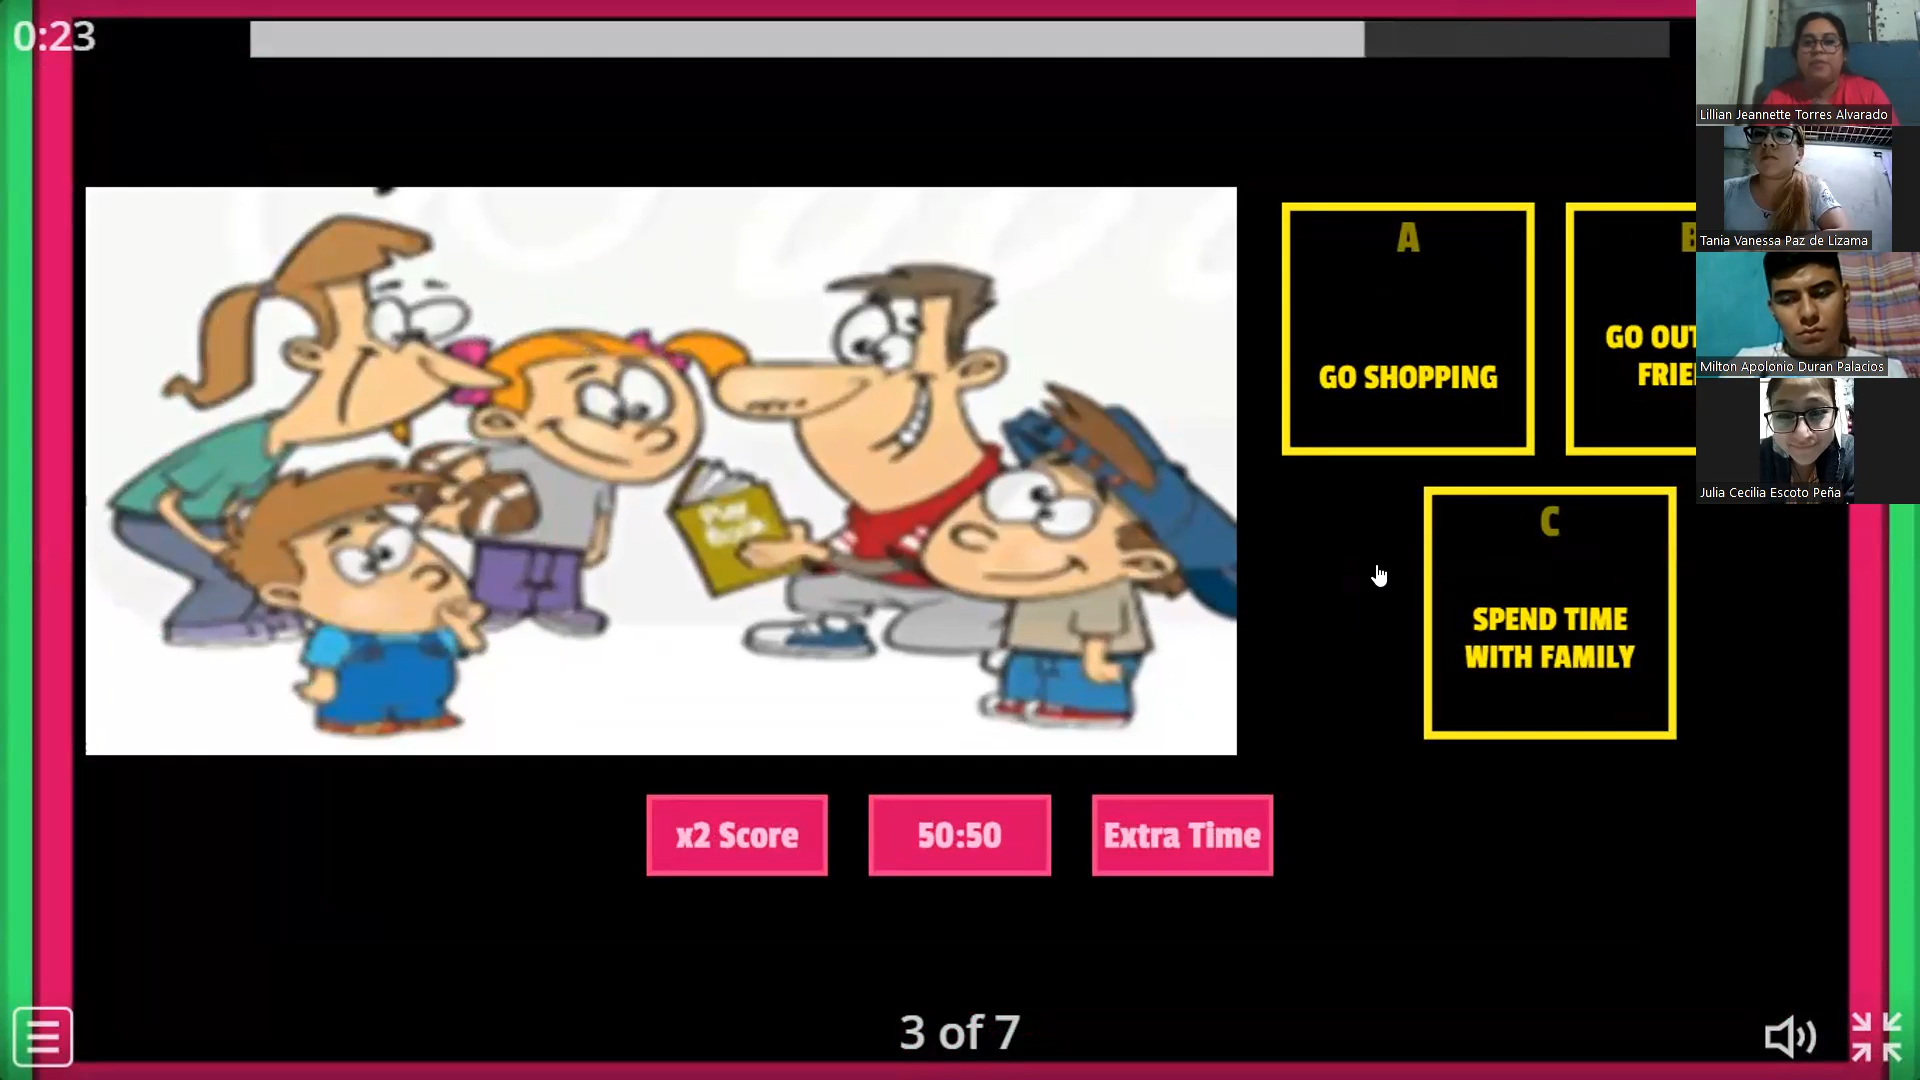 0:23
Lillian Jeannette Torres Alvarado
Tania Vanessa Paz de Lizama
Milton Apolonio Duran Palacios
Julia Cecilia Escoto Peña
A
GO SHOPPING
GO OUT
C
SPEND TIME
WITH FAMILY
x2 Score
50:50
Extra Time
3 of 7